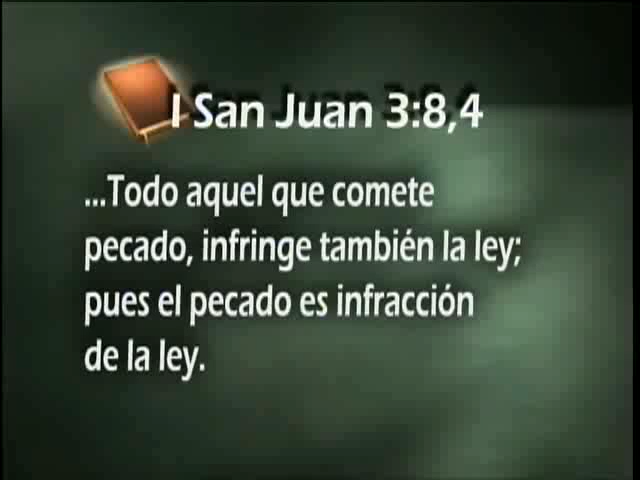 I San Juan 3:8,4
...Todo aquel que comete
pecado, infringe también la ley;
pues el pecado es infracción
de la ley.